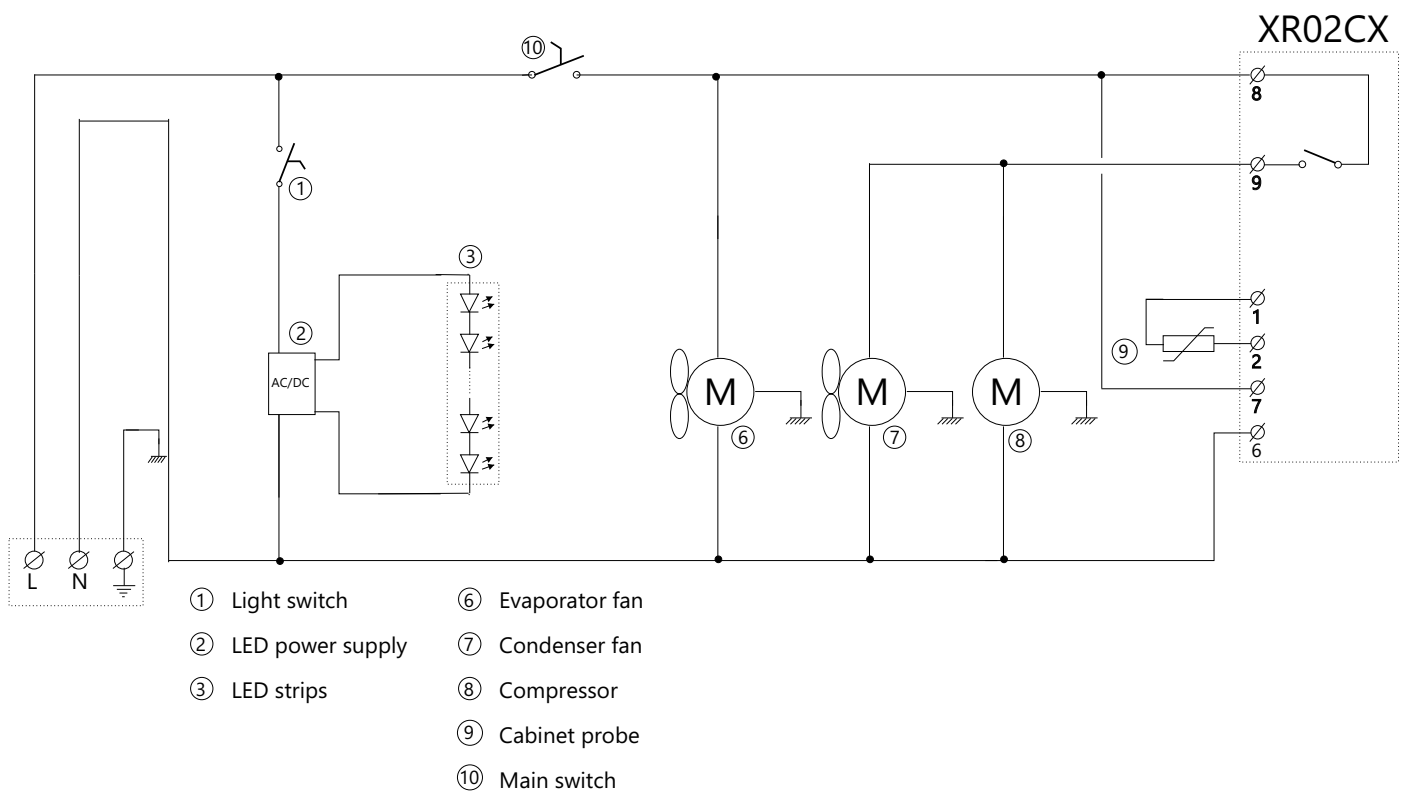 XR02CX
⑩
8
①
9
③
1
②
⑨
2
AC/DC
M
M
M
7
⑥
⑦
⑧
6
L
N
① Light switch
② LED power supply
③ LED strips
⑥ Evaporator fan
⑦ Condenser fan
⑧ Compressor
⑨ Cabinet probe
⑩ Main switch